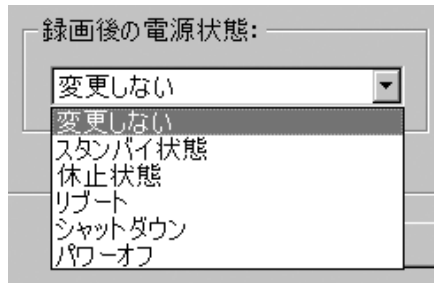 録画後の電源状態:
変更しない
変更しない
スタンバイ状態
休止状態
リブート
シャットダウン
パワーオフ